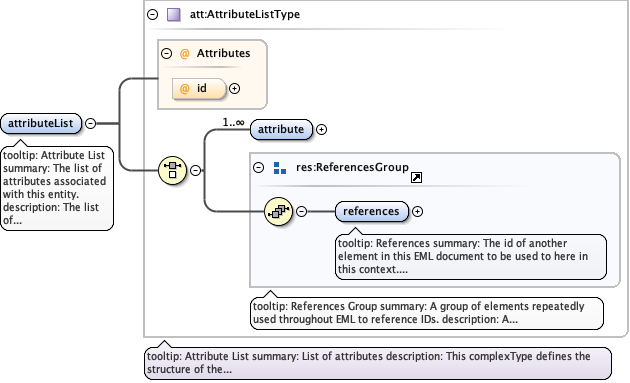 att:AttributeListType
@ Attributes
@ id
attributeList
tooltip: Attribute List
summary: The list of
attributes associated
with this entity.
description: The list
of...
1..∞
attribute
res:ReferencesGroup
references
tooltip: References summary: The id of another
element in this EML document to be used to here in
this context....
tooltip: References Group summary: A group of elements repeatedly
used throughout EML to reference IDs. description: A...
tooltip: Attribute List summary: List of attributes description: This complexType defines the
structure of the...